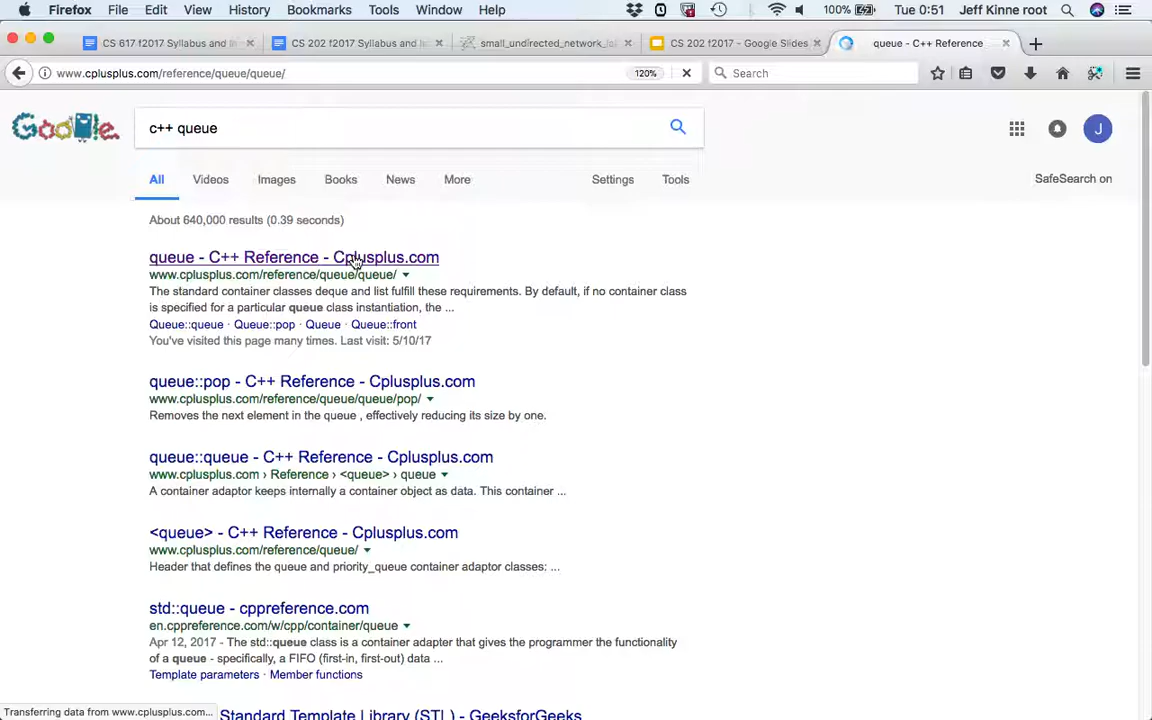 Firefox File Edit View History Bookmarks Tools Window Help 100% Tue 0:51 Jeff Kinne root
CS 617 f2017 Syllabus and In CS 202 f2017 Syllabus and In small_undirected_network_la CS 202 f2017 - Google Slides queue - C++ Reference
www.cplusplus.com/reference/queue/queue/ 120% Search
Google c++ queue J
All Videos Images Books News More Settings Tools SafeSearch on
About 640,000 results (0.39 seconds)
queue - C++ Reference - Cplusplus.com
www.cplusplus.com/reference/queue/queue/
The standard container classes deque and list fulfill these requirements. By default, if no container class
is specified for a particular queue class instantiation, the ...
Queue::queue · Queue::pop · Queue · Queue::front
You've visited this page many times. Last visit: 5/10/17
queue::pop - C++ Reference - Cplusplus.com
www.cplusplus.com/reference/queue/queue/pop/
Removes the next element in the queue , effectively reducing its size by one.
queue::queue - C++ Reference - Cplusplus.com
www.cplusplus.com › Reference › <queue> › queue
A container adaptor keeps internally a container object as data. This container ...
<queue> - C++ Reference - Cplusplus.com
www.cplusplus.com/reference/queue/
Header that defines the queue and priority_queue container adaptor classes: ...
std::queue - cppreference.com
en.cppreference.com/w/cpp/container/queue
Apr 12, 2017 - The std::queue class is a container adapter that gives the programmer the functionality
of a queue - specifically, a FIFO (first-in, first-out) data ...
Template parameters · Member functions
Transferring data from www.cplusplus.com... Standard Template Library (STL) - GeeksforGeeks